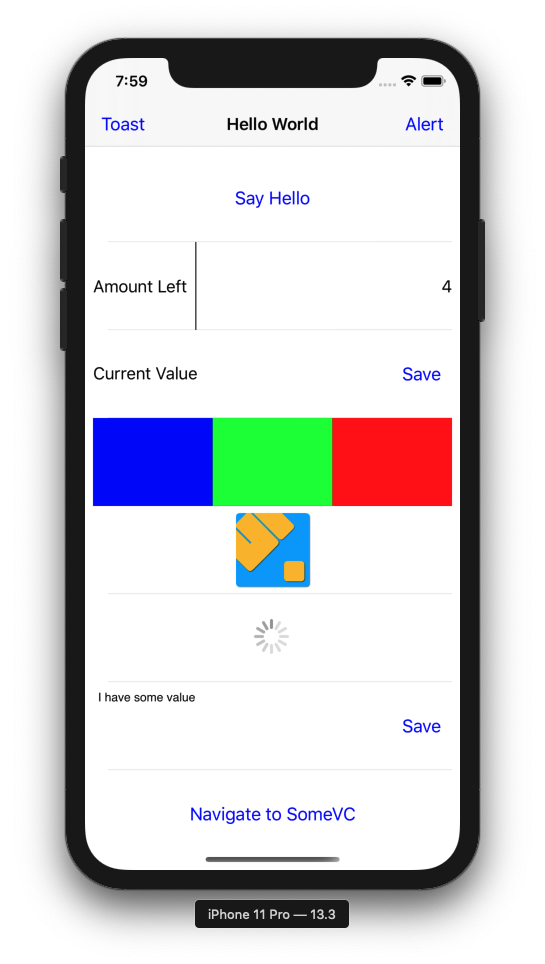 7:59
Toast Hello World Alert
Say Hello
Amount Left 4
Current Value Save
I have some value
Save
Navigate to SomeVC
iPhone 11 Pro — 13.3